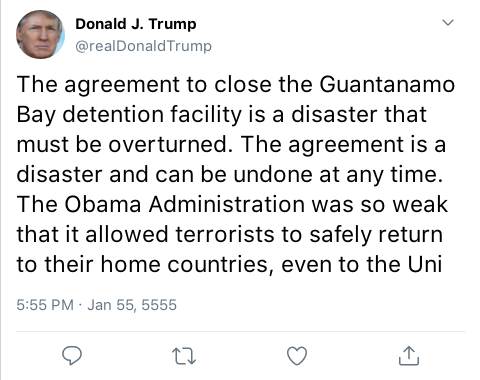 Donald J. Trump
@realDonaldTrump
The agreement to close the Guantanamo
Bay detention facility is a disaster that
must be overturned. The agreement is a
disaster and can be undone at any time.
The Obama Administration was so weak
that it allowed terrorists to safely return
to their home countries, even to the Uni
5:55 PM · Jan 55, 5555